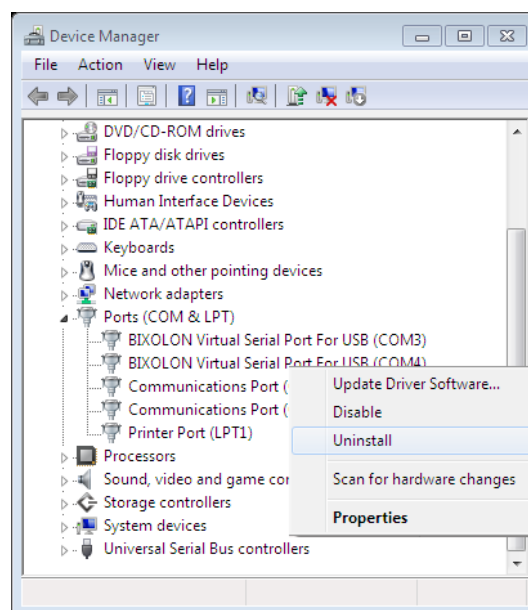 Device Manager
File Action View Help
DVD/CD-ROM drives
Floppy disk drives
Floppy drive controllers
Human Interface Devices
IDE ATA/ATAPI controllers
Keyboards
Mice and other pointing devices
Network adapters
Ports (COM & LPT)
BIXOLON Virtual Serial Port For USB (COM3)
BIXOLON Virtual Serial Port For USB (COM4)
Communications Port (
Communications Port (
Printer Port (LPT1)
Processors
Sound, video and game con
Storage controllers
System devices
Universal Serial Bus controllers
Update Driver Software...
Disable
Uninstall
Scan for hardware changes
Properties